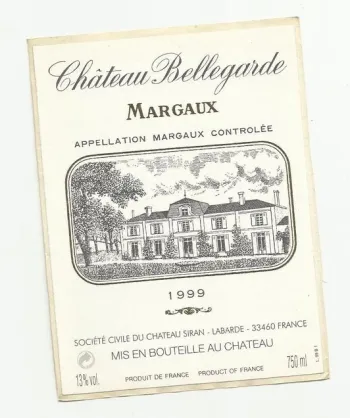 Château Bellegarde
MARGAUX
APPELLATION MARGAUX CONTROLÉE
1999
SOCIÉTÉ CIVILE DU CHATEAU SIRAN - LABARDE - 33460 FRANCE
MIS EN BOUTEILLE AU CHATEAU
13% vol. 750 ml
PRODUIT DE FRANCE PRODUCT OF FRANCE